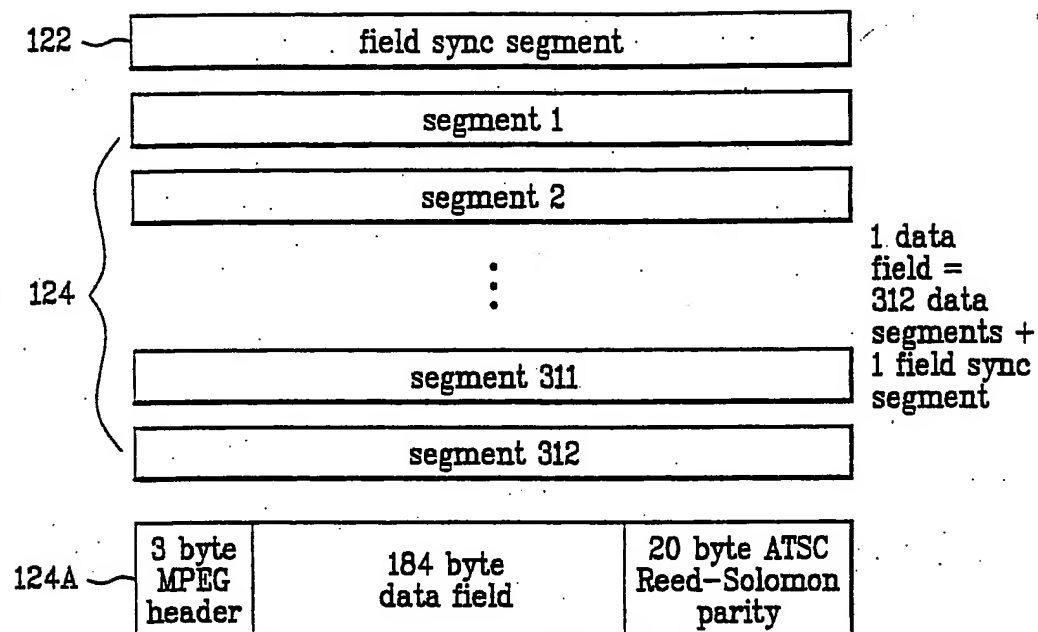 122
field sync segment
segment 1
segment 2
124
1 data
field =
312 data
segments +
1 field sync
segment
segment 311
segment 312
124A
3 byte
MPEG
header
184 byte
data field
20 byte ATSC
Reed-Solomon
parity